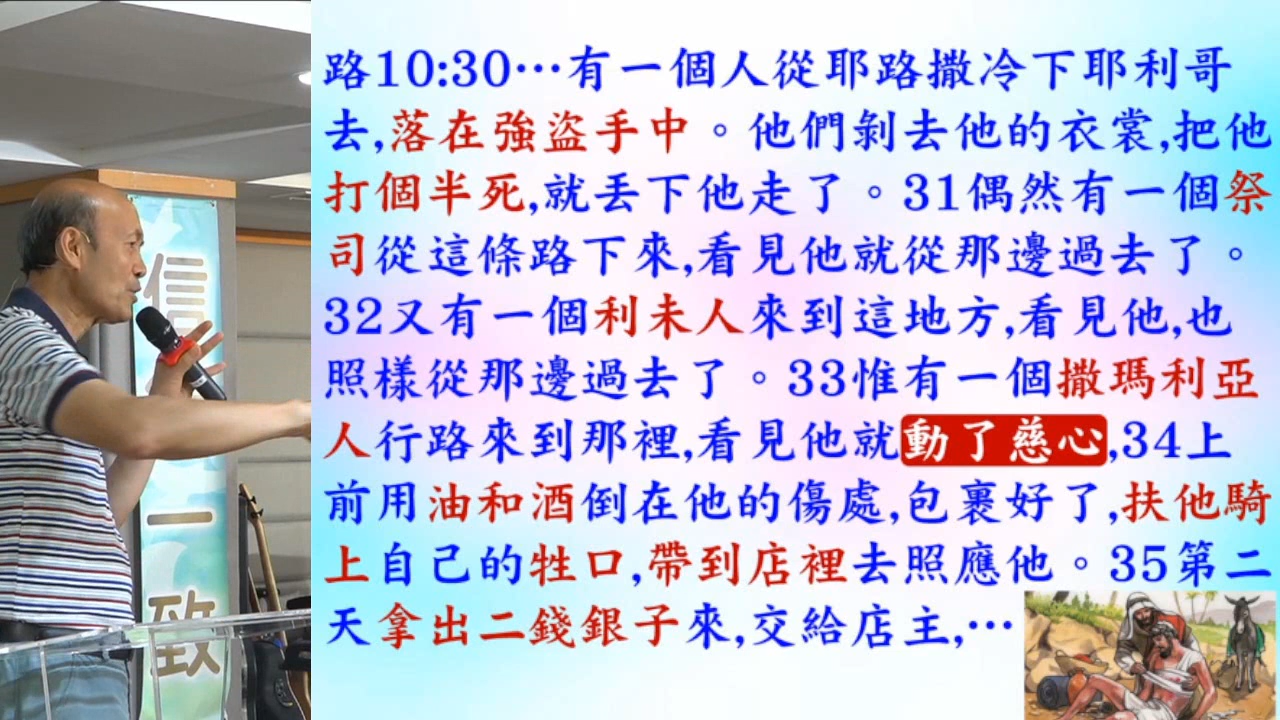 路10:30…有一個人從耶路撒冷下耶利哥
去,落在強盜手中。他們剝去他的衣裳,把他
打個半死,就丟下他走了。31偶然有一個祭
司從這條路下來,看見他就從那邊過去了。
32又有一個利未人來到這地方,看見他,也
照樣從那邊過去了。33惟有一個撒瑪利亞
人行路來到那裡,看見他就動了慈心,34上
前用油和酒倒在他的傷處,包裹好了,扶他騎
上自己的牲口,帶到店裡去照應他。35第二
天拿出二錢銀子來,交給店主,…
信
一
致